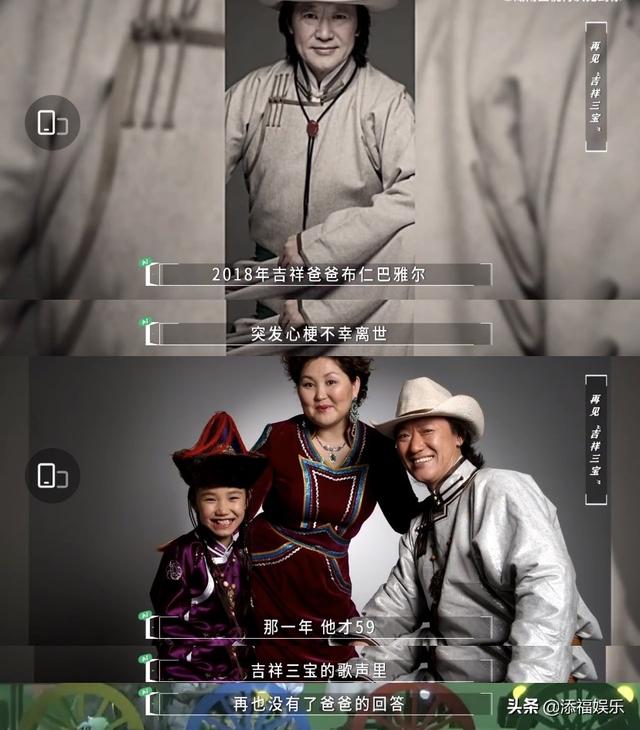 再见“吉祥三宝”
2018年吉祥爸爸布仁巴雅尔
突发心梗不幸离世
再见“吉祥三宝”
那一年 他才59
吉祥三宝的歌声里
再也没有了爸爸的回答
头条 @添福娱乐